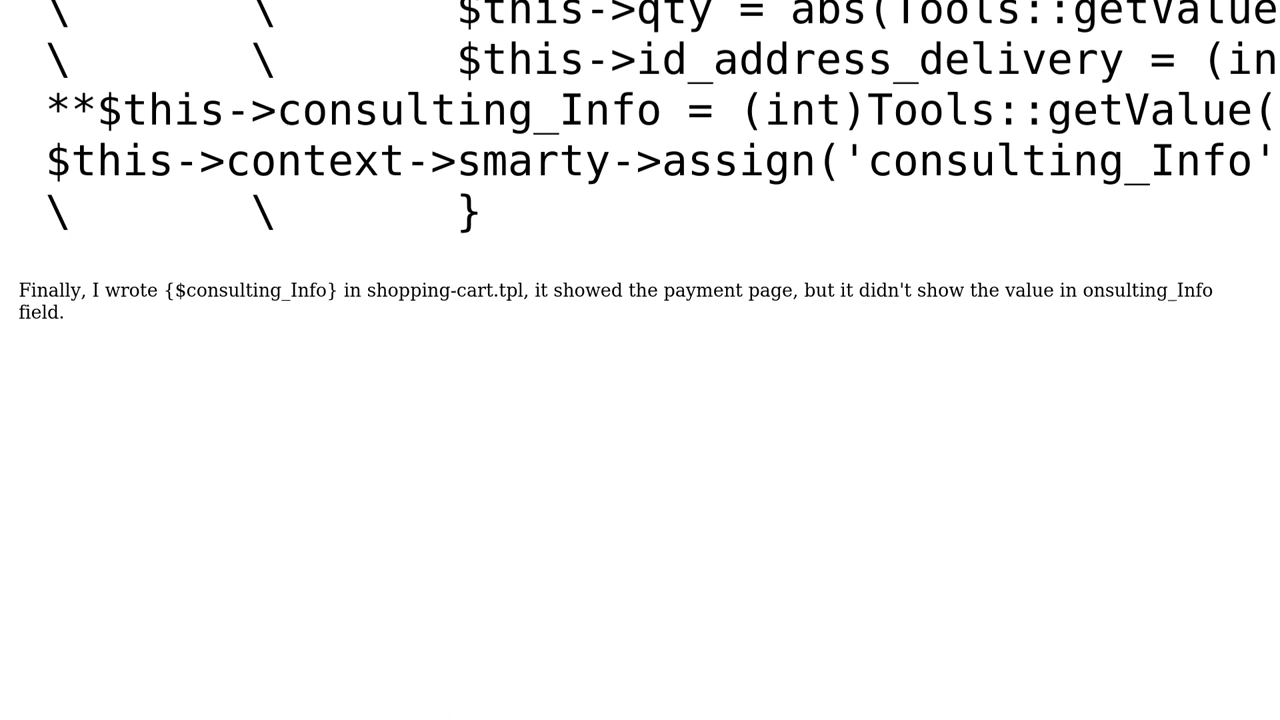 \ \ $this->qty = abs(Tools::getValue
\ \ $this->id_address_delivery = (in
**$this->consulting_Info = (int)Tools::getValue(
$this->context->smarty->assign('consulting_Info'
\ \ }
Finally, I wrote {$consulting_Info} in shopping-cart.tpl, it showed the payment page, but it didn't show the value in onsulting_Info
field.